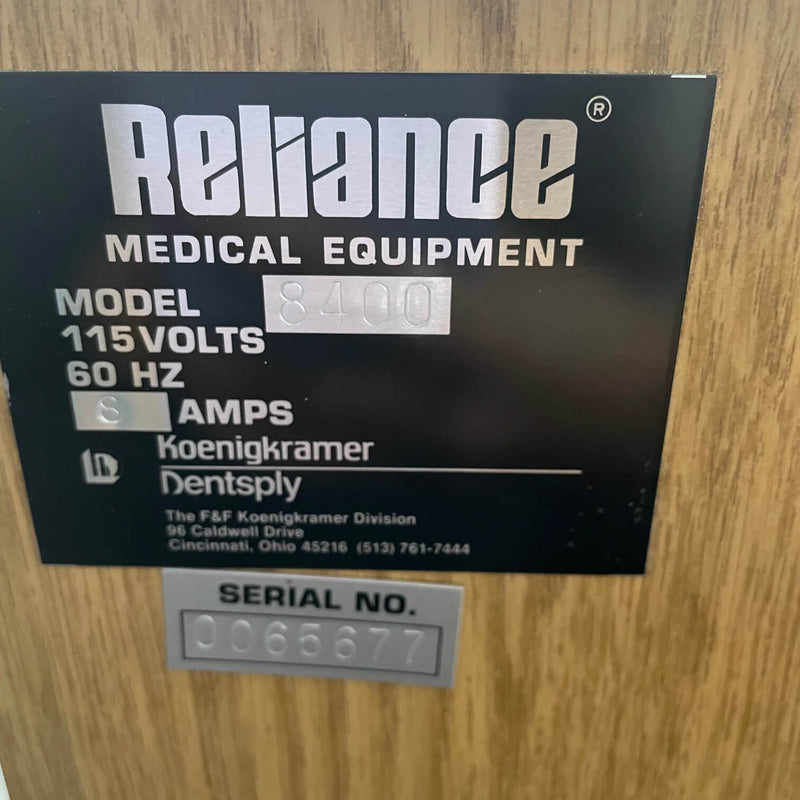 Reliance®
MEDICAL EQUIPMENT
MODEL 8400
115 VOLTS
60 HZ
8 AMPS
Koenigkramer
Dentsply
The F&F Koenigkramer Division
96 Caldwell Drive
Cincinnati, Ohio 45216 (513) 761-7444
SERIAL NO.
0065677